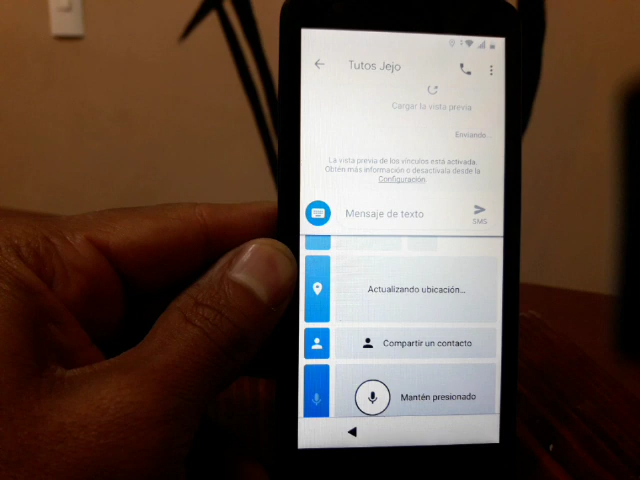 Tutos Jejo
Cargar la vista previa
Enviando...
La vista previa de los vínculos está activada.
Obtén más información o desactívala desde la
Configuración.
Mensaje de texto
SMS
Actualizando ubicación...
Compartir un contacto
Mantén presionado